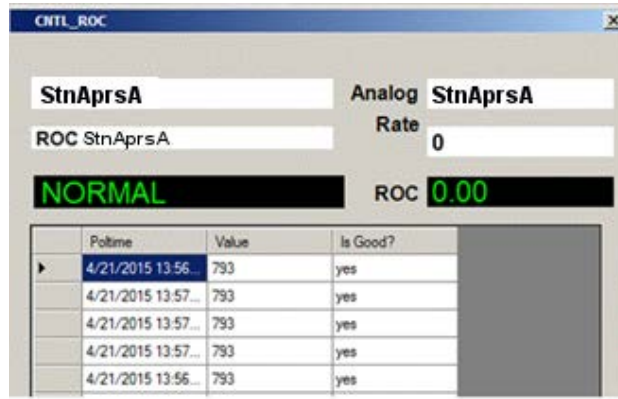 CNTL_ROC
StnAprsA Analog StnAprsA
ROC StnAprsA Rate 0
NORMAL ROC 0.00
Poltime Value Is Good?
4/21/2015 13:56... 793 yes
4/21/2015 13:57... 793 yes
4/21/2015 13:57... 793 yes
4/21/2015 13:57... 793 yes
4/21/2015 13:56... 793 yes